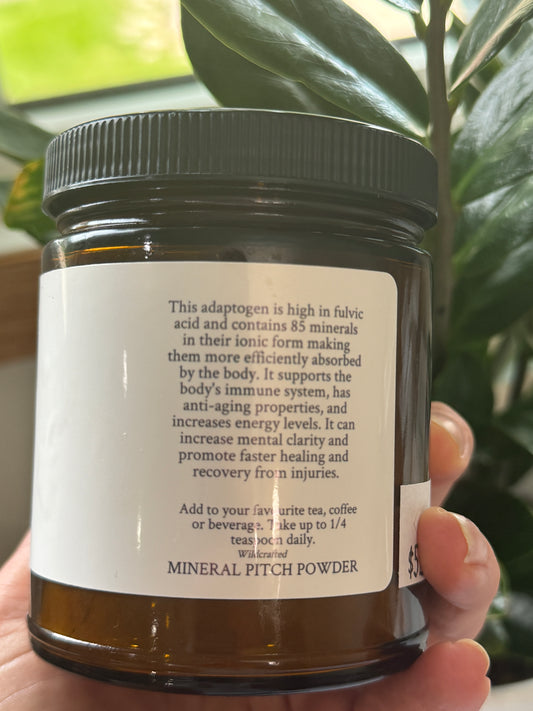 This adaptogen is high in fulvic
acid and contains 85 minerals
in their ionic form making
them more efficiently absorbed
by the body. It supports the
body's immune system, has
anti-aging properties, and
increases energy levels. It can
increase mental clarity and
promote faster healing and
recovery from injuries.
Add to your favourite tea, coffee
or beverage. Take up to 1/4
teaspoon daily.
Wildcrafted
MINERAL PITCH POWDER